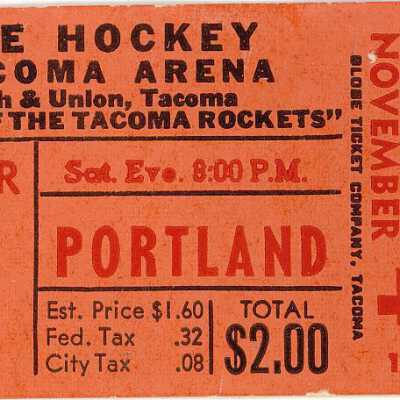 E HOCKEY
COMA ARENA
h & Union, Tacoma
F THE TACOMA ROCKETS"
R
Sat. Eve. 8:00 P.M.
PORTLAND
Est. Price $1.60
Fed. Tax .32
City Tax .08
TOTAL
$2.00
NOVEMBER
GLOBE TICKET COMPANY, TACOMA